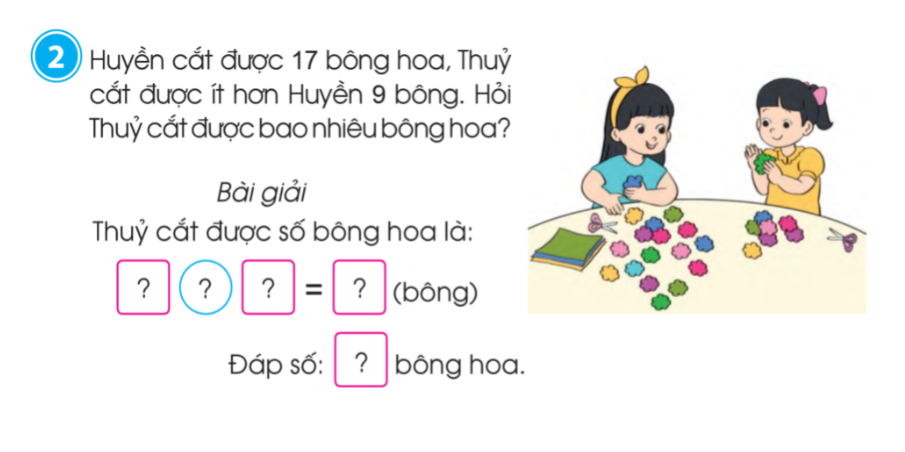 2 Huyền cắt được 17 bông hoa, Thuỷ
cắt được ít hơn Huyền 9 bông. Hỏi
Thuỷ cắt được bao nhiêu bông hoa?
Bài giải
Thuỷ cắt được số bông hoa là:
? ? ? = ? (bông)
Đáp số: ? bông hoa.